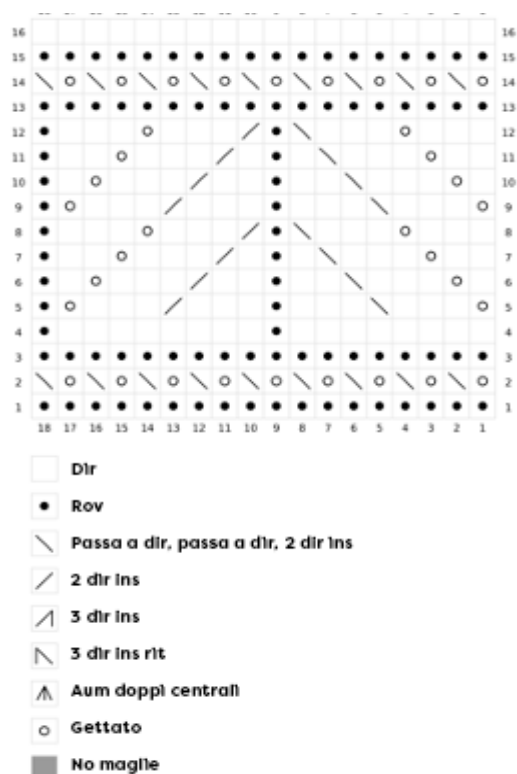 16 16
15 15
14 14
13 13
12 12
11 11
10 10
9 9
8 8
7 7
6 6
5 5
4 4
3 3
2 2
1 1
18 17 16 15 14 13 12 11 10 9 8 7 6 5 4 3 2 1
Dir
Rov
Passa a dir, passa a dir, 2 dir ins
2 dir ins
3 dir ins
3 dir ins rit
Aum doppi centrali
Gettato
No maglie